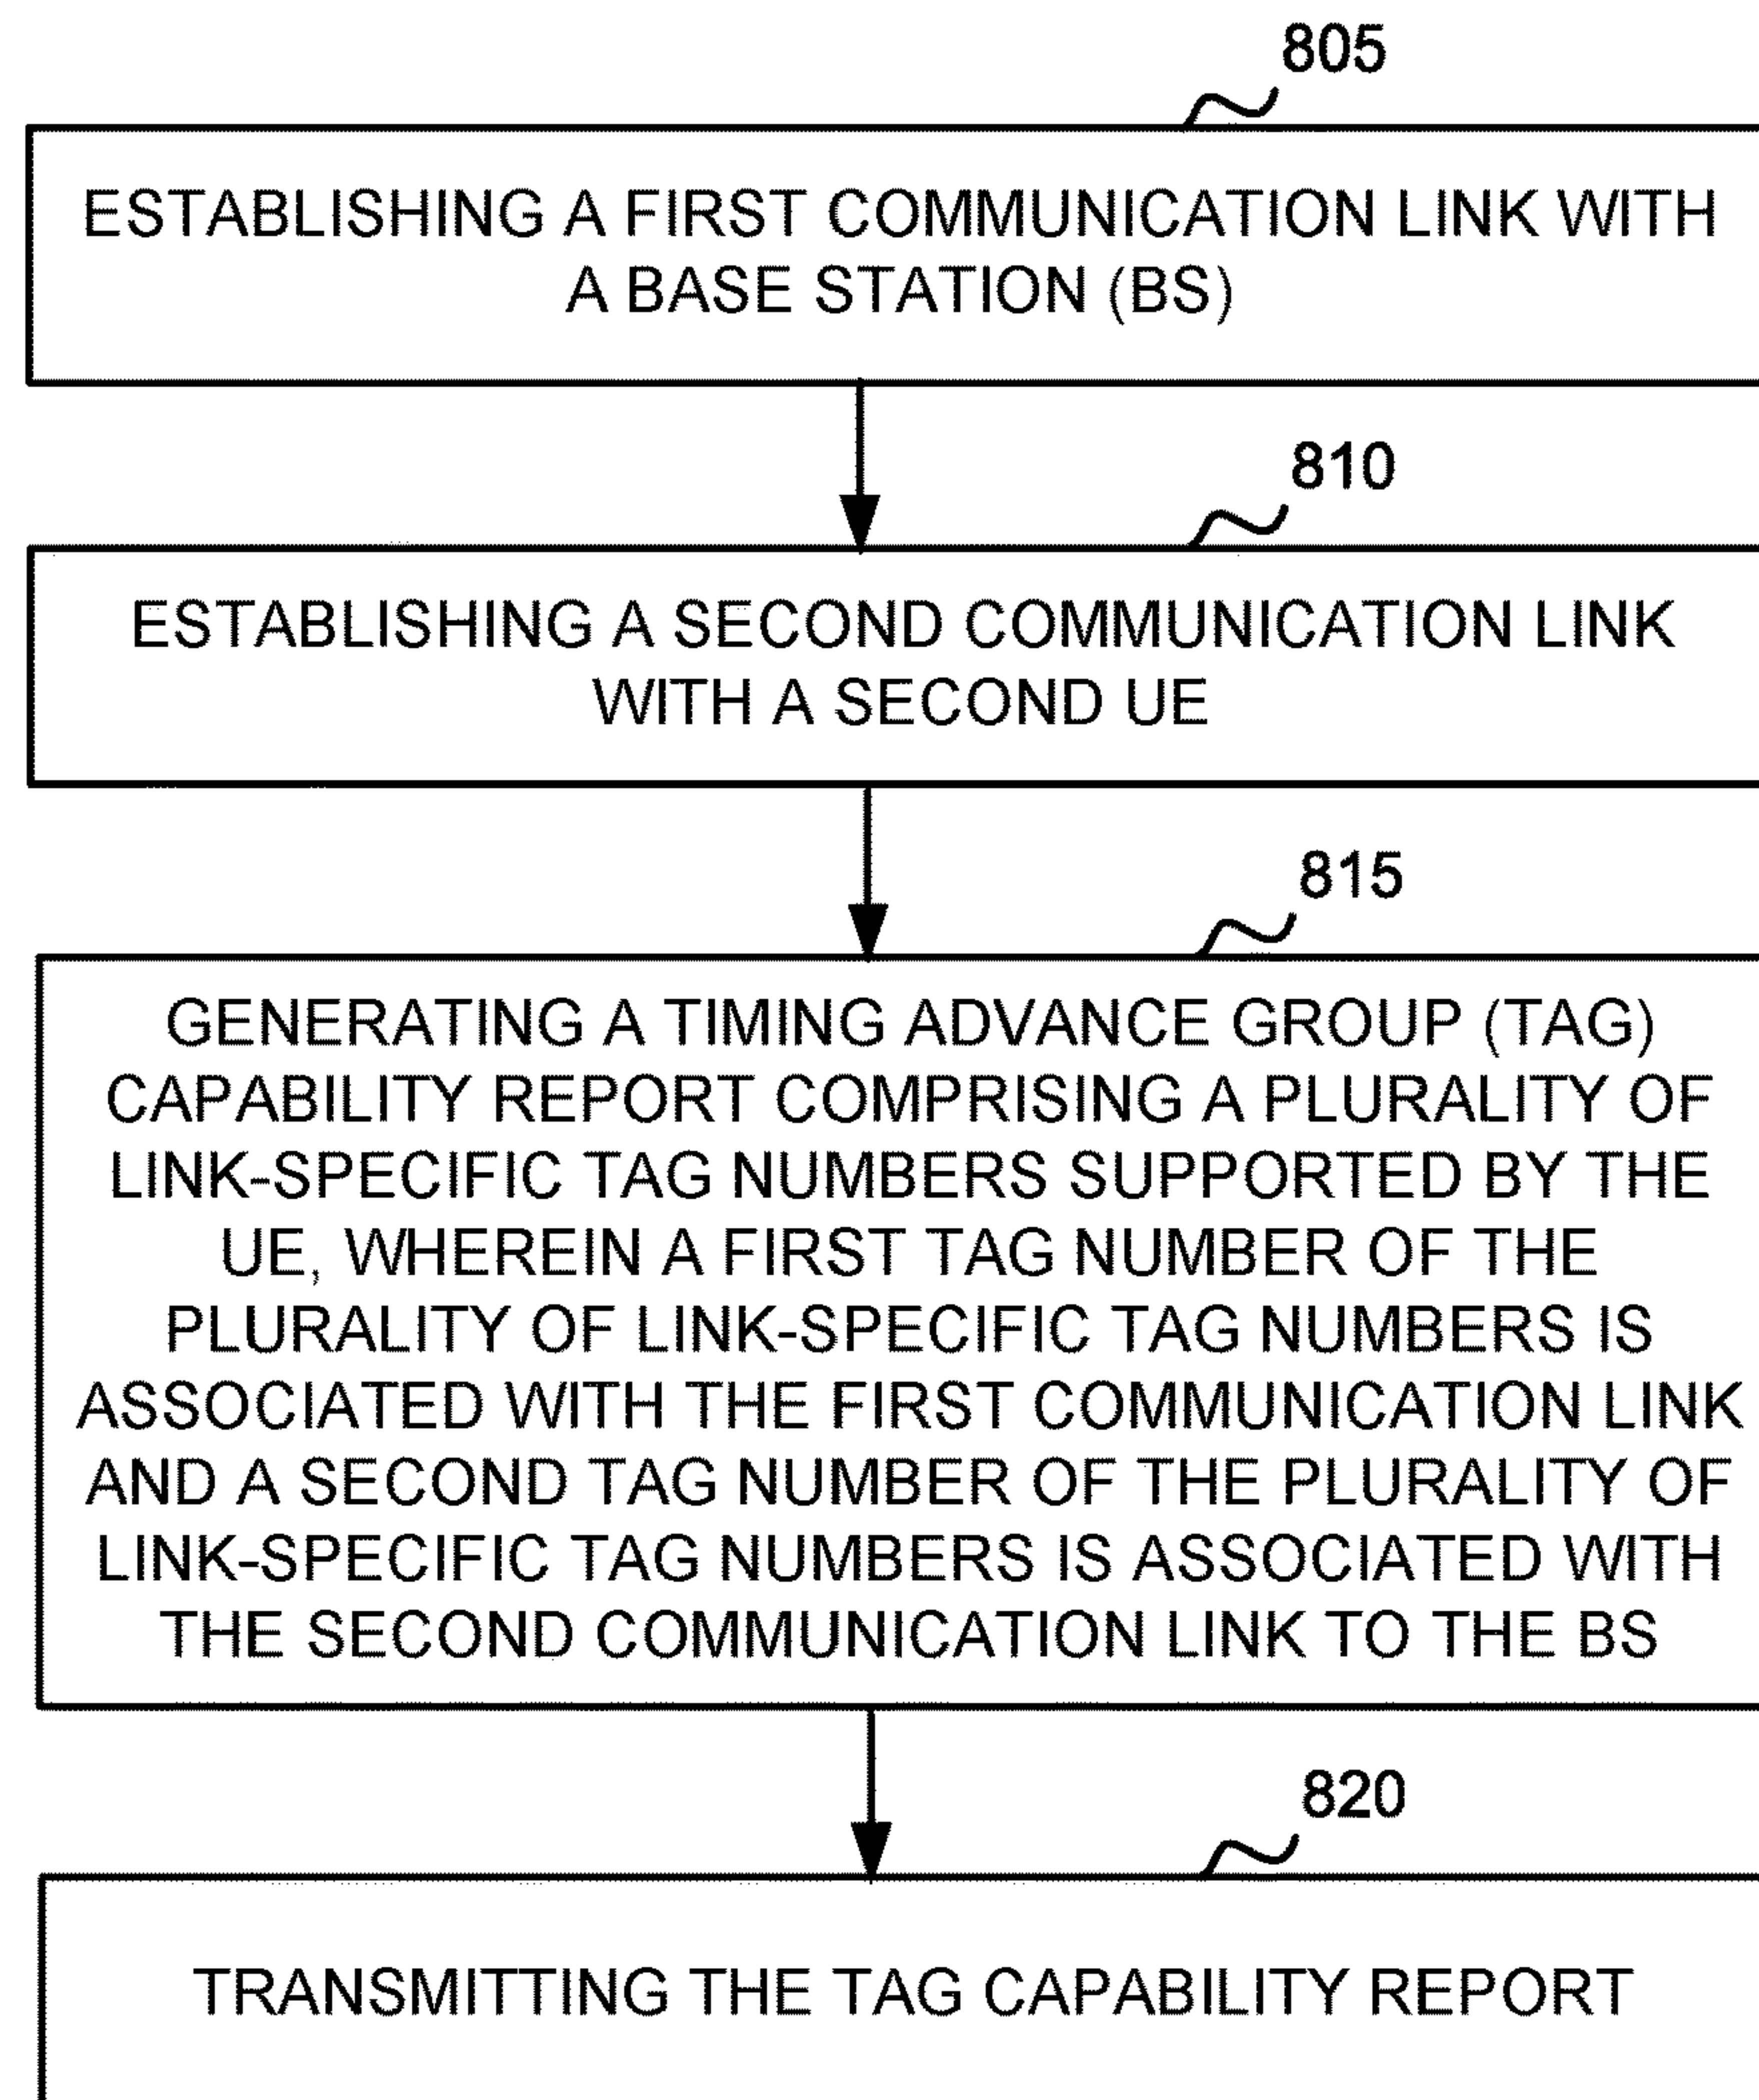 805
ESTABLISHING A FIRST COMMUNICATION LINK WITH
A BASE STATION (BS)
810
ESTABLISHING A SECOND COMMUNICATION LINK
WITH A SECOND UE
815
GENERATING A TIMING ADVANCE GROUP (TAG)
CAPABILITY REPORT COMPRISING A PLURALITY OF
LINK-SPECIFIC TAG NUMBERS SUPPORTED BY THE
UE, WHEREIN A FIRST TAG NUMBER OF THE
PLURALITY OF LINK-SPECIFIC TAG NUMBERS IS
ASSOCIATED WITH THE FIRST COMMUNICATION LINK
AND A SECOND TAG NUMBER OF THE PLURALITY OF
LINK-SPECIFIC TAG NUMBERS IS ASSOCIATED WITH
THE SECOND COMMUNICATION LINK TO THE BS
820
TRANSMITTING THE TAG CAPABILITY REPORT